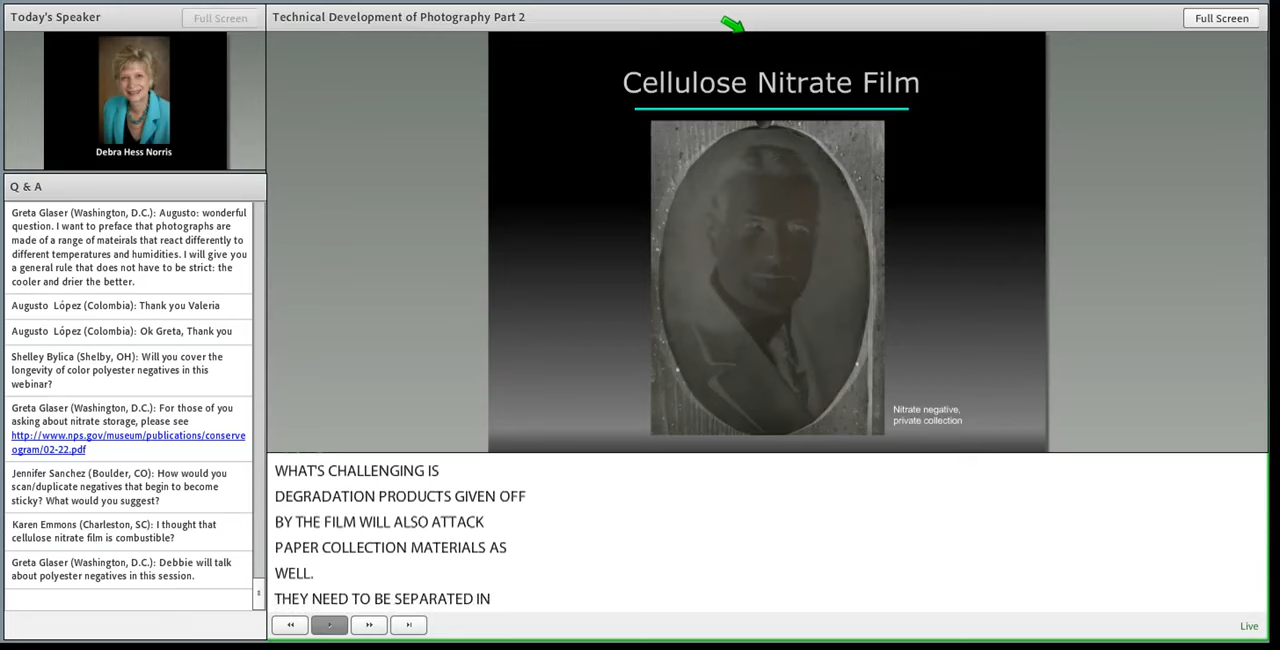 Today's Speaker
Full Screen
Technical Development of Photography Part 2
Full Screen
Debra Hess Norris
Q & A
Greta Glaser (Washington, D.C.): Augusto: wonderful
question. I want to preface that photographs are
made of a range of mateirals that react differently to
different temperatures and humidities. I will give you
a general rule that does not have to be strict: the
cooler and drier the better.
Augusto López (Colombia): Thank you Valeria
Augusto López (Colombia): Ok Greta, Thank you
Shelley Bylica (Shelby, OH): Will you cover the
longevity of color polyester negatives in this
webinar?
Greta Glaser (Washington, D.C.): For those of you
asking about nitrate storage, please see
http://www.nps.gov/museum/publications/conserve
ogram/02-22.pdf
Jennifer Sanchez (Boulder, CO): How would you
scan/duplicate negatives that begin to become
sticky? What would you suggest?
Karen Emmons (Charleston, SC): I thought that
cellulose nitrate film is combustible?
Greta Glaser (Washington, D.C.): Debbie will talk
about polyester negatives in this session.
Cellulose Nitrate Film
Nitrate negative,
private collection
WHAT'S CHALLENGING IS
DEGRADATION PRODUCTS GIVEN OFF
BY THE FILM WILL ALSO ATTACK
PAPER COLLECTION MATERIALS AS
WELL.
THEY NEED TO BE SEPARATED IN
Live